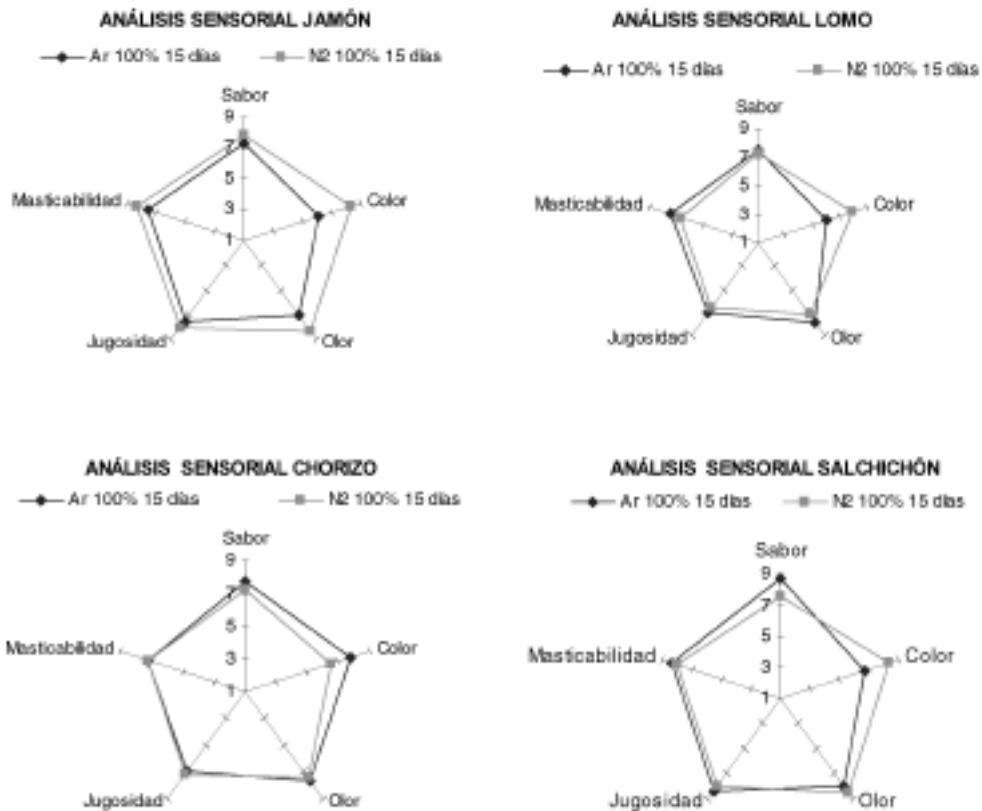 ANÁLISIS SENSORIAL JAMÓN
Ar 100% 15 días N2 100% 15 días
Sabor
9
7
5
3
1
Masticabilidad
Color
Jugosidad
Olor
ANÁLISIS SENSORIAL LOMO
Ar 100% 15 días N2 100% 15 días
Sabor
9
7
5
3
1
Masticabilidad
Color
Jugosidad
Olor
ANÁLISIS SENSORIAL CHORIZO
Ar 100% 15 días N2 100% 15 días
Sabor
9
7
5
3
1
Masticabilidad
Color
Jugosidad
Olor
ANÁLISIS SENSORIAL SALCHICHÓN
Ar 100% 15 días N2 100% 15 días
Sabor
9
7
5
3
1
Masticabilidad
Color
Jugosidad
Olor